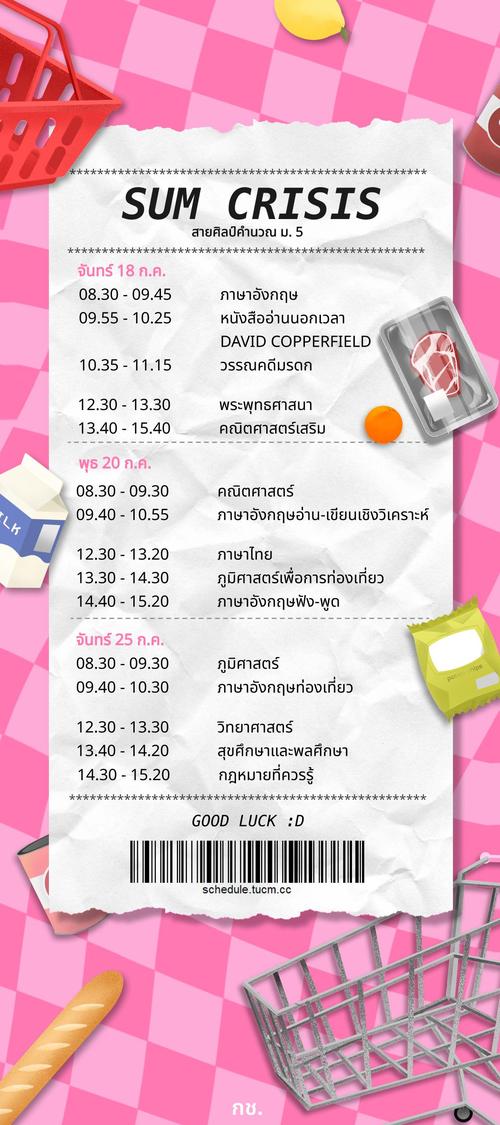 ************************************************
SUM CRISIS
สายศิลป์คำนวณ ม. 5
************************************************
จันทร์ 18 ก.ค.
08.30 - 09.45 ภาษาอังกฤษ
09.55 - 10.25 หนังสืออ่านนอกเวลา
DAVID COPPERFIELD
10.35 - 11.15 วรรณคดีมรดก
12.30 - 13.30 พระพุทธศาสนา
13.40 - 15.40 คณิตศาสตร์เสริม
พุธ 20 ก.ค.
08.30 - 09.30 คณิตศาสตร์
09.40 - 10.55 ภาษาอังกฤษอ่าน-เขียนเชิงวิเคราะห์
12.30 - 13.20 ภาษาไทย
13.30 - 14.30 ภูมิศาสตร์เพื่อการท่องเที่ยว
14.40 - 15.20 ภาษาอังกฤษฟัง-พูด
จันทร์ 25 ก.ค.
08.30 - 09.30 ภูมิศาสตร์
09.40 - 10.30 ภาษาอังกฤษท่องเที่ยว
12.30 - 13.30 วิทยาศาสตร์
13.40 - 14.20 สุขศึกษาและพลศึกษา
14.30 - 15.20 กฎหมายที่ควรรู้
************************************************
GOOD LUCK :D
schedule.tucm.cc
กช.